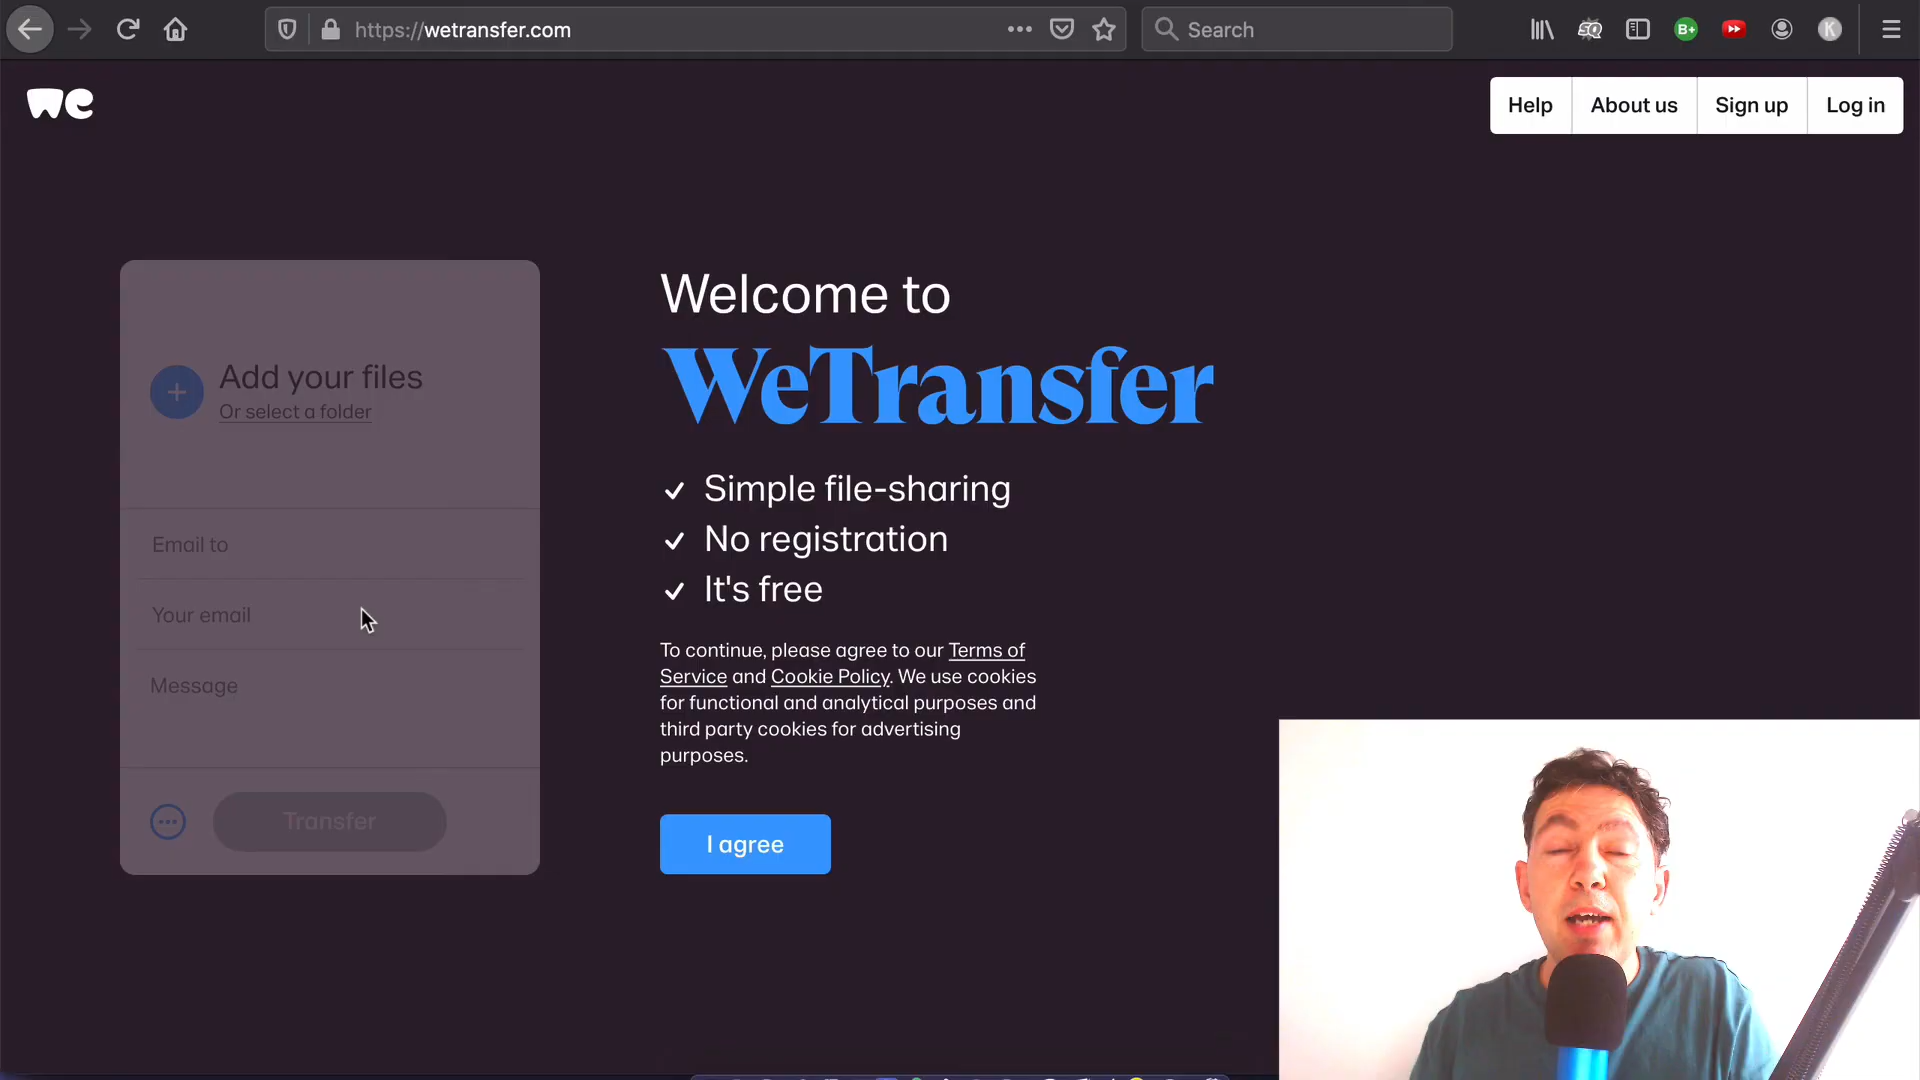 https://wetransfer.com
Search
SQ
B+
K
we
Help
About us
Sign up
Log in
Add your files
Or select a folder
Email to
Your email
Message
Transfer
Welcome to
WeTransfer
Simple file-sharing
No registration
It's free
To continue, please agree to our Terms of
Service and Cookie Policy. We use cookies
for functional and analytical purposes and
third party cookies for advertising
purposes.
I agree